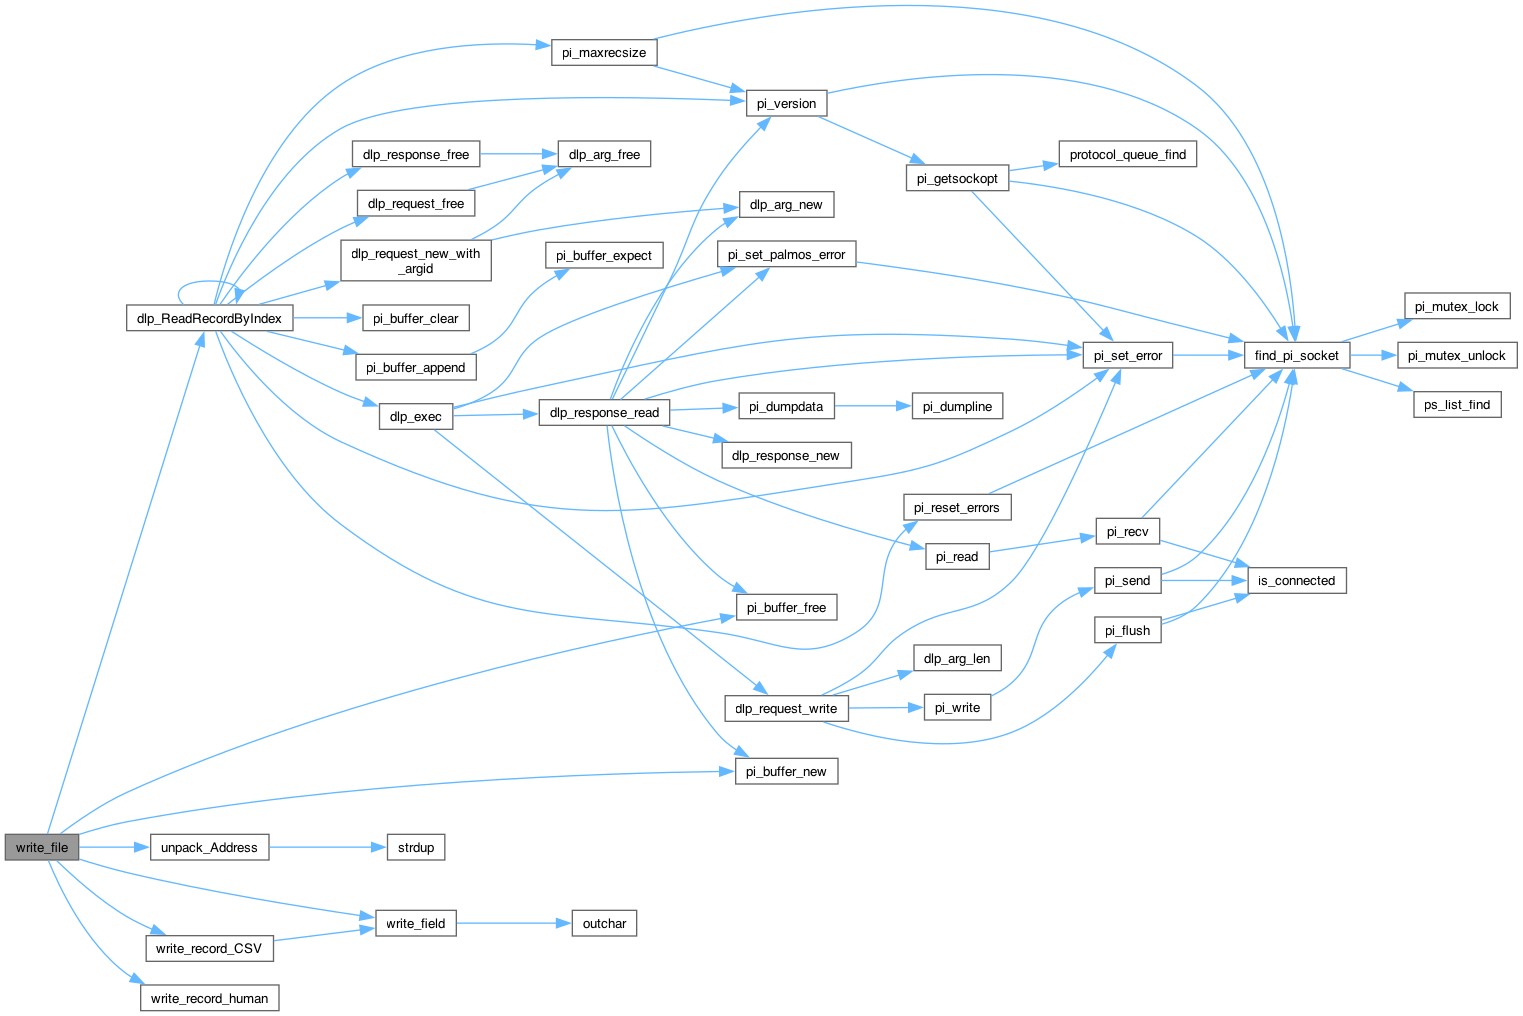 pi_maxrecsize
pi_version
dlp_response_free
dlp_arg_free
protocol_queue_find
pi_getsockopt
dlp_request_free
dlp_arg_new
dlp_request_new_with
_argid
pi_buffer_expect
pi_set_palmos_error
dlp_ReadRecordByIndex
pi_buffer_clear
pi_mutex_lock
pi_buffer_append
pi_set_error
find_pi_socket
pi_mutex_unlock
dlp_exec
dlp_response_read
pi_dumpdata
pi_dumpline
ps_list_find
dlp_response_new
pi_reset_errors
pi_recv
pi_read
pi_send
is_connected
pi_buffer_free
pi_flush
dlp_arg_len
dlp_request_write
pi_write
pi_buffer_new
write_file
unpack_Address
strdup
write_field
outchar
write_record_CSV
write_record_human